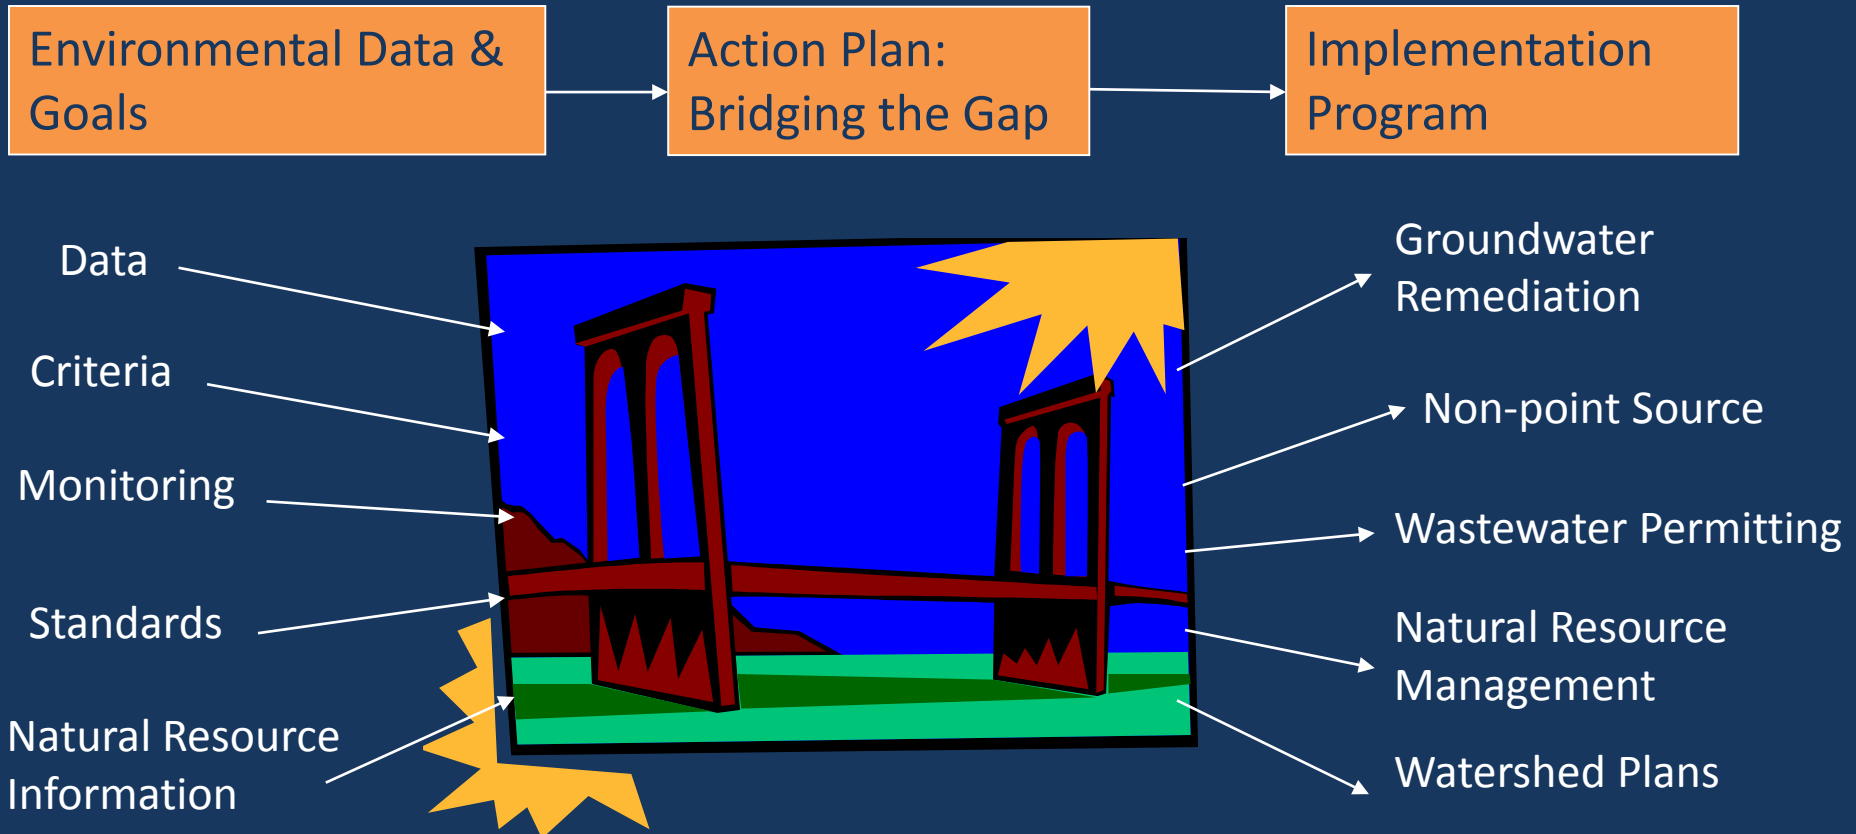 Environmental Data &
Goals
Action Plan:
Bridging the Gap
Implementation
Program
Data
Criteria
Monitoring
Standards
Natural Resource
Information
Groundwater
Remediation
Non-point Source
Wastewater Permitting
Natural Resource
Management
Watershed Plans